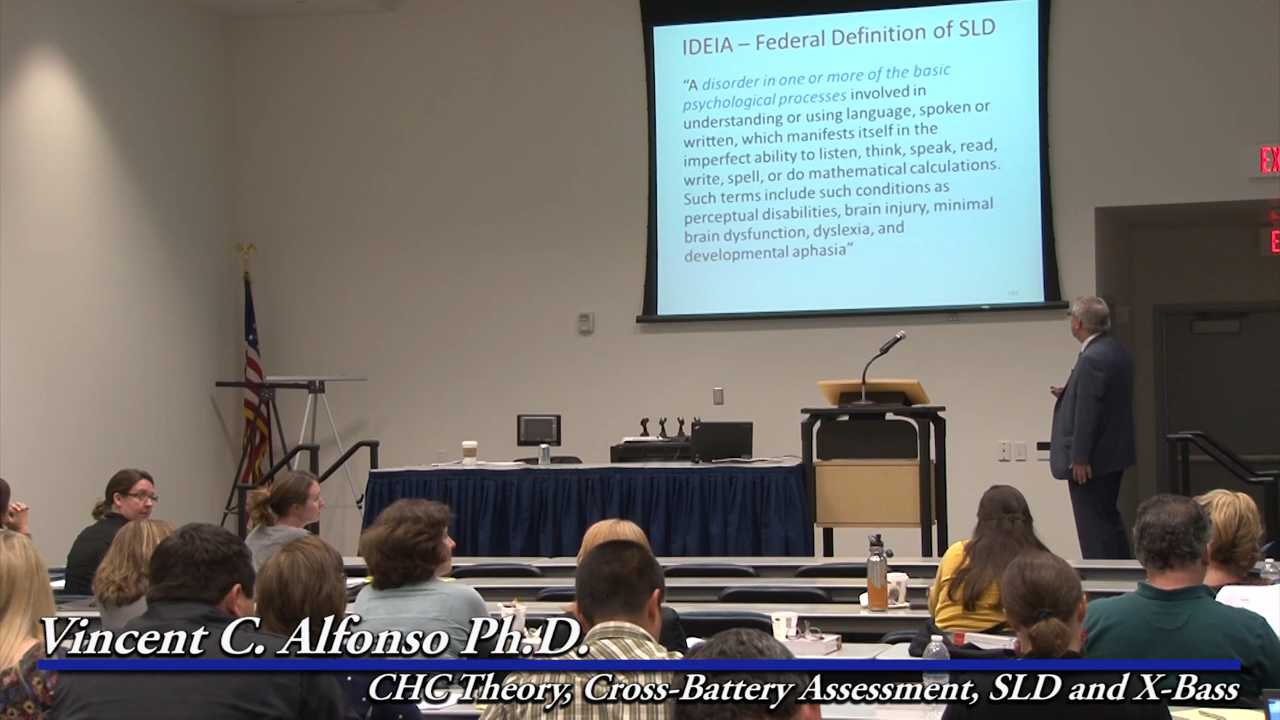 IDEIA – Federal Definition of SLD
“A disorder in one or more of the basic
psychological processes involved in
understanding or using language, spoken or
written, which manifests itself in the
imperfect ability to listen, think, speak, read,
write, spell, or do mathematical calculations.
Such terms include such conditions as
perceptual disabilities, brain injury, minimal
brain dysfunction, dyslexia, and
developmental aphasia”
EX
E
Vincent C. Alfonso Ph.D.
CHC Theory, Cross-Battery Assessment, SLD and X-Bass